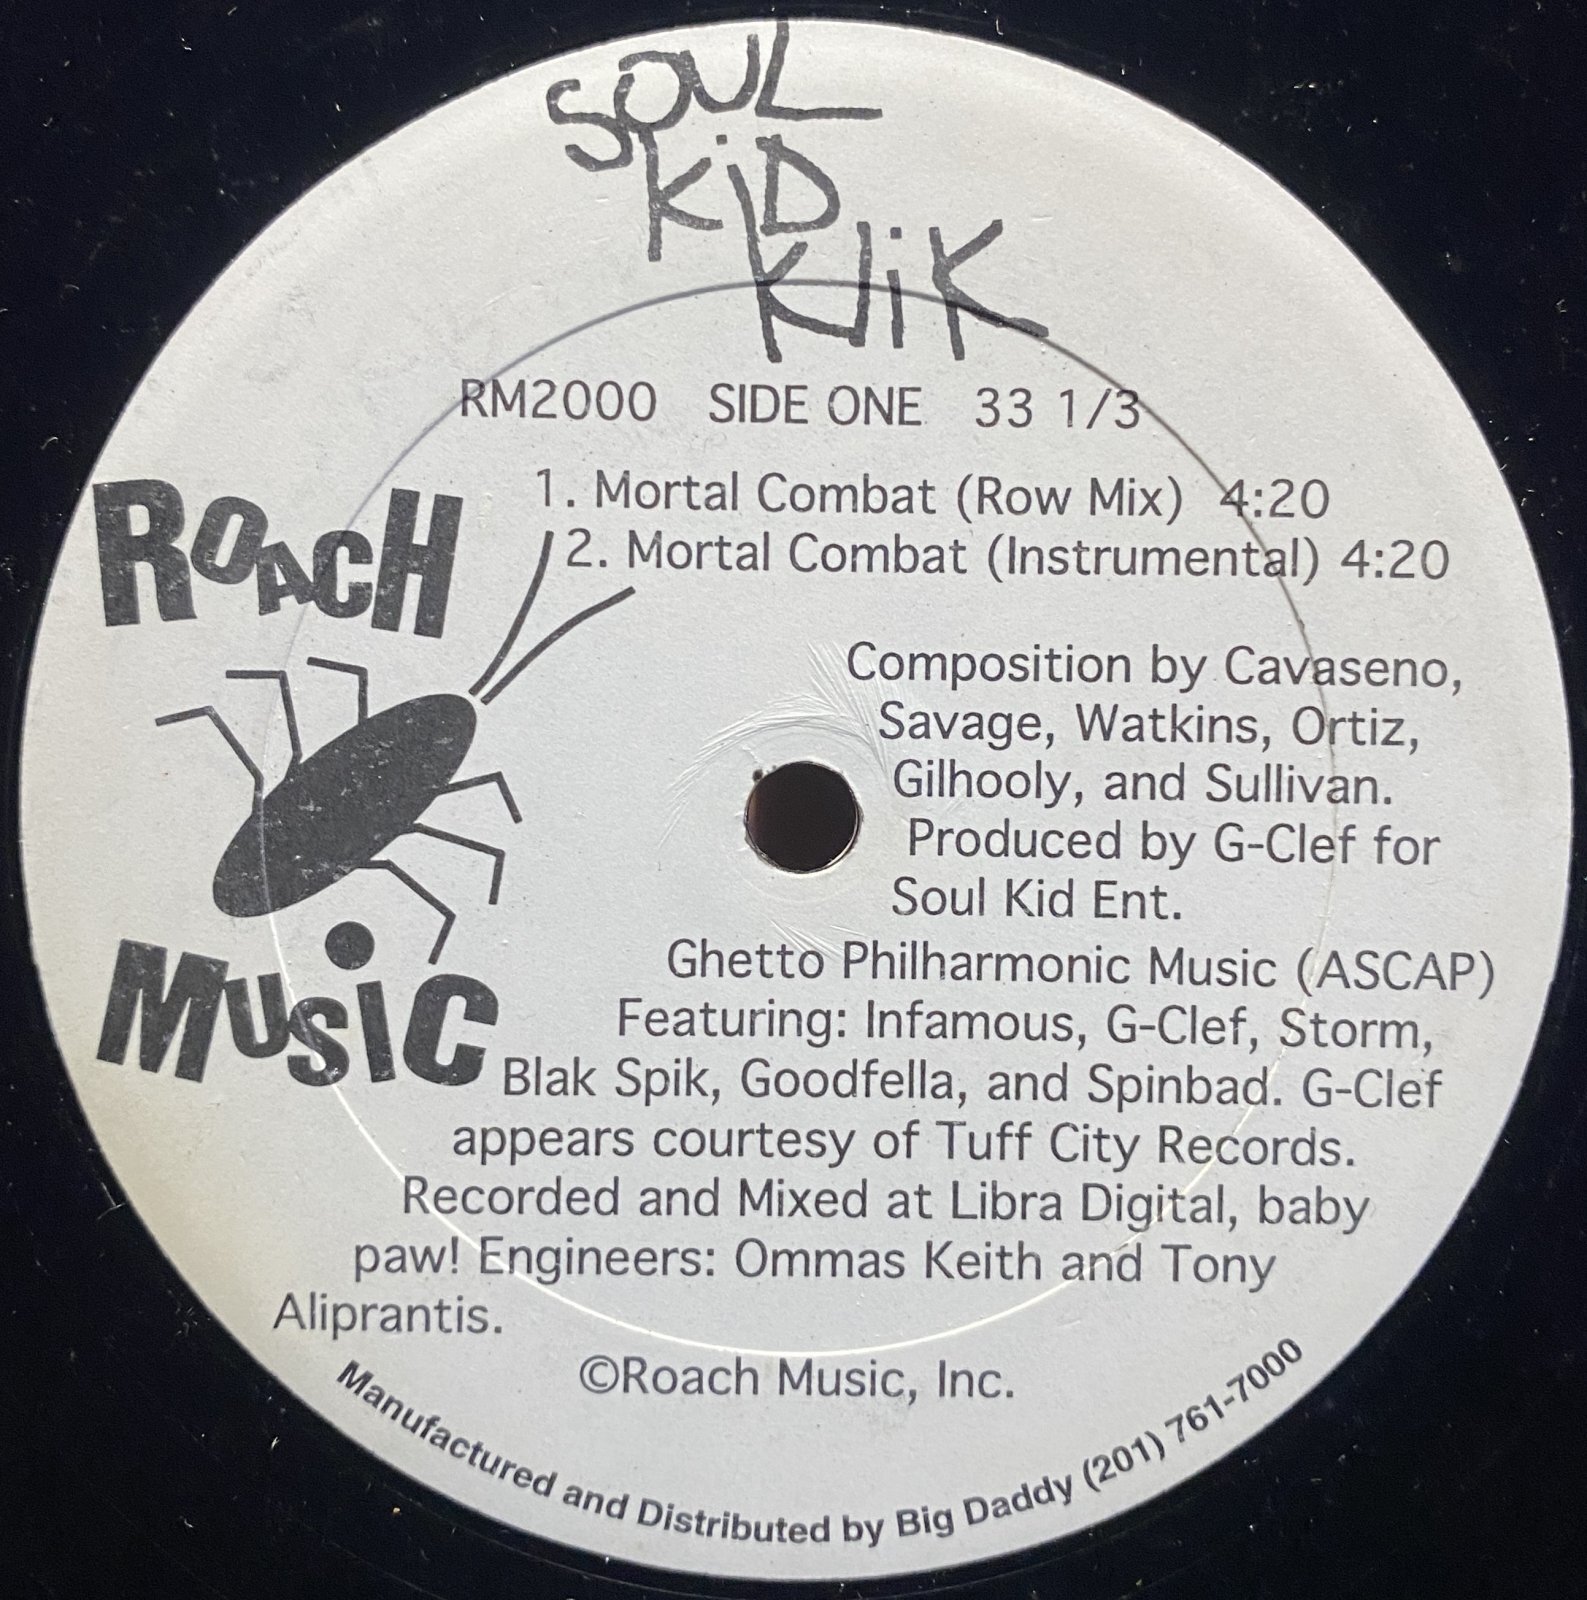 SOUL
KiD
KliK
RM2000 SIDE ONE 33 1/3
1. Mortal Combat (Row Mix) 4:20
2. Mortal Combat (Instrumental) 4:20
ROACH
MUSiC
Composition by Cavaseno,
Savage, Watkins, Ortiz,
Gilhooly, and Sullivan.
Produced by G-Clef for
Soul Kid Ent.
Ghetto Philharmonic Music (ASCAP)
Featuring: Infamous, G-Clef, Storm,
Blak Spik, Goodfella, and Spinbad. G-Clef
appears courtesy of Tuff City Records.
Recorded and Mixed at Libra Digital, baby
paw! Engineers: Ommas Keith and Tony
Aliprantis.
©Roach Music, Inc.
Manufactured and Distributed by Big Daddy (201) 761-7000